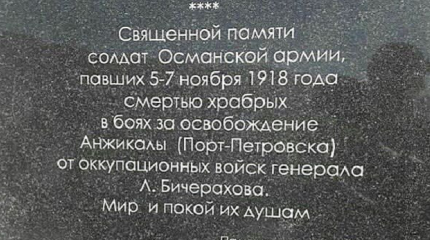 ****
Священной памяти
солдат Османской армии,
павших 5-7 ноября 1918 года
смертью храбрых
в боях за освобождение
Анжикалы (Порт-Петровска)
от оккупационных войск генерала
Л. Бичерахова.
Мир и покой их душам